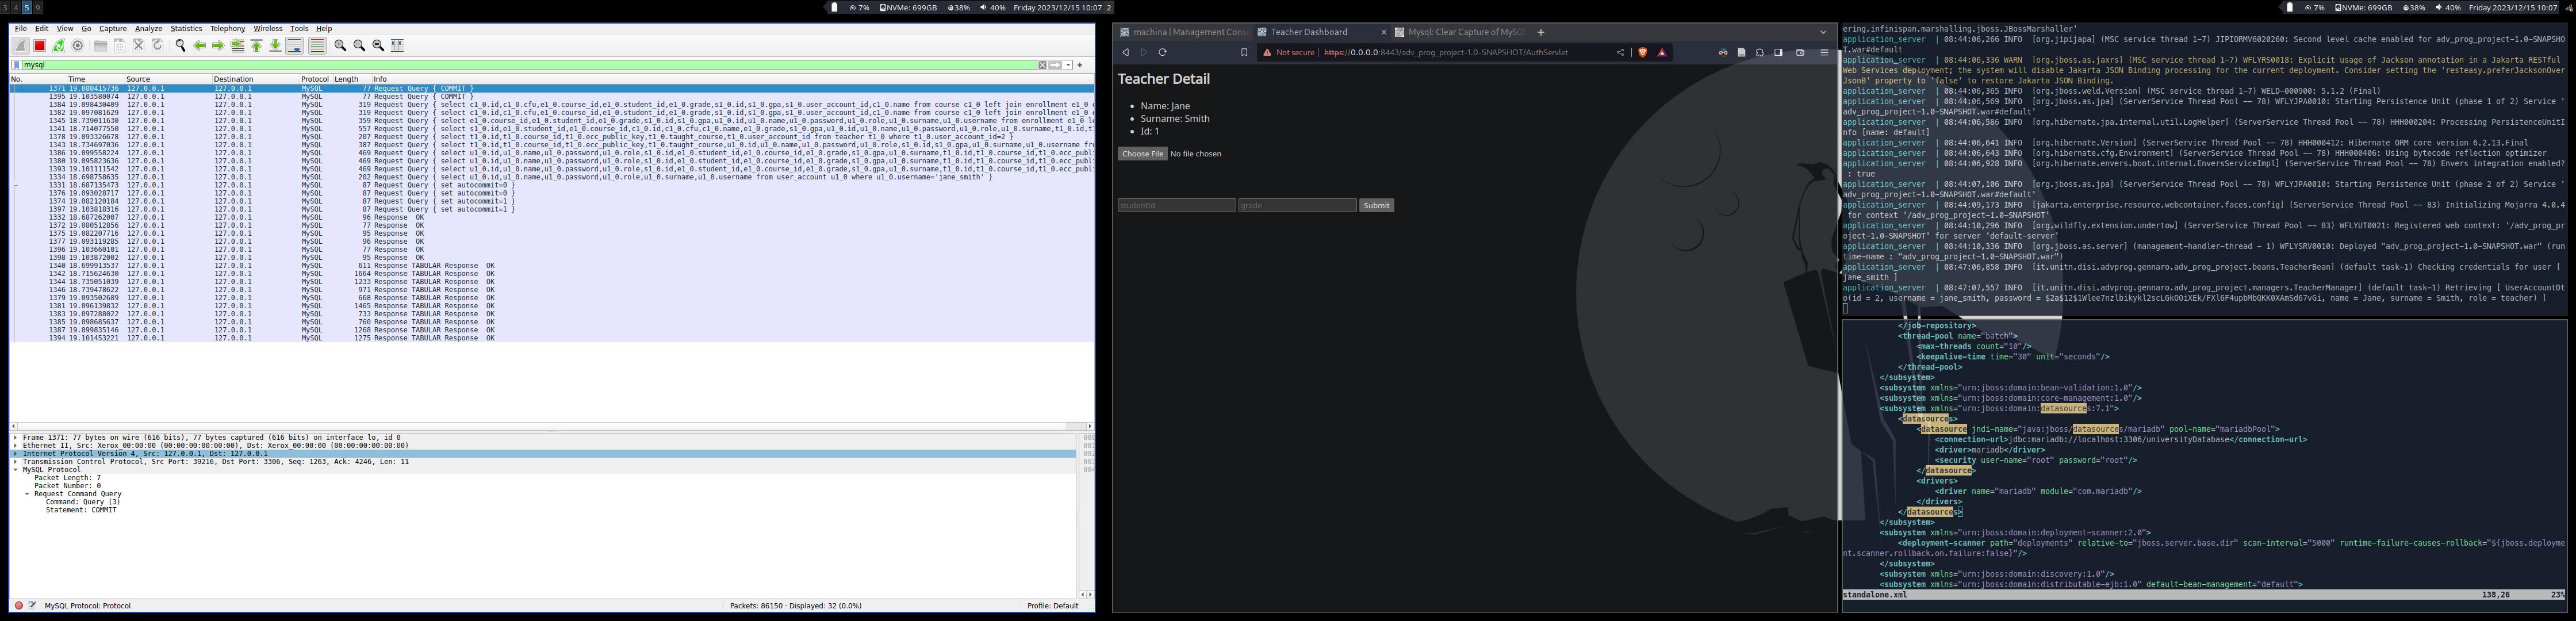 3 4 5 9
7% NVMe: 699GB 38% 40% Friday 2023/12/15 10:07 2
7% NVMe: 699GB 38% 40% Friday 2023/12/15 10:07
File Edit View Go Capture Analyze Statistics Telephony Wireless Tools Help
mysql
No. Time Source Destination Protocol Length Info
1371 19.080415736 127.0.0.1 127.0.0.1 MySQL 77 Request Query { COMMIT }
1395 19.103580074 127.0.0.1 127.0.0.1 MySQL 77 Request Query { COMMIT }
1384 19.098430409 127.0.0.1 127.0.0.1 MySQL 319 Request Query { select c1_0.id,c1_0.cfu,e1_0.course_id,e1_0.student_id,e1_0.grade,s1_0.id,s1_0.gpa,s1_0.user_account_id,c1_0.name from course c1_0 left join enrollment e1_0 o
1382 19.097081629 127.0.0.1 127.0.0.1 MySQL 319 Request Query { select c1_0.id,c1_0.cfu,e1_0.course_id,e1_0.student_id,e1_0.grade,s1_0.id,s1_0.gpa,s1_0.user_account_id,c1_0.name from course c1_0 left join enrollment e1_0 o
1345 18.739011630 127.0.0.1 127.0.0.1 MySQL 359 Request Query { select e1_0.course_id,e1_0.student_id,e1_0.grade,s1_0.id,s1_0.gpa,u1_0.id,u1_0.name,u1_0.password,u1_0.role,u1_0.surname,u1_0.username from enrollment e1_0 le
1341 18.714077550 127.0.0.1 127.0.0.1 MySQL 557 Request Query { select s1_0.id,e1_0.student_id,e1_0.course_id,c1_0.id,c1_0.cfu,c1_0.name,e1_0.grade,s1_0.gpa,u1_0.id,u1_0.name,u1_0.password,u1_0.role,u1_0.surname,t1_0.id,t1
1378 19.093326678 127.0.0.1 127.0.0.1 MySQL 207 Request Query { select t1_0.id,t1_0.course_id,t1_0.ecc_public_key,t1_0.taught_course,t1_0.user_account_id from teacher t1_0 where t1_0.user_account_id=2 }
1343 18.734697036 127.0.0.1 127.0.0.1 MySQL 387 Request Query { select t1_0.id,t1_0.course_id,t1_0.ecc_public_key,t1_0.taught_course,u1_0.id,u1_0.name,u1_0.password,u1_0.role,s1_0.id,s1_0.gpa,u1_0.surname,u1_0.username fro
1386 19.099558224 127.0.0.1 127.0.0.1 MySQL 469 Request Query { select u1_0.id,u1_0.name,u1_0.password,u1_0.role,s1_0.id,e1_0.student_id,e1_0.course_id,e1_0.grade,s1_0.gpa,u1_0.surname,t1_0.id,t1_0.course_id,t1_0.ecc_publi
1380 19.095823636 127.0.0.1 127.0.0.1 MySQL 469 Request Query { select u1_0.id,u1_0.name,u1_0.password,u1_0.role,s1_0.id,e1_0.student_id,e1_0.course_id,e1_0.grade,s1_0.gpa,u1_0.surname,t1_0.id,t1_0.course_id,t1_0.ecc_publi
1393 19.101111542 127.0.0.1 127.0.0.1 MySQL 469 Request Query { select u1_0.id,u1_0.name,u1_0.password,u1_0.role,s1_0.id,e1_0.student_id,e1_0.course_id,e1_0.grade,s1_0.gpa,u1_0.surname,t1_0.id,t1_0.course_id,t1_0.ecc_publi
1334 18.698758635 127.0.0.1 127.0.0.1 MySQL 202 Request Query { select u1_0.id,u1_0.name,u1_0.password,u1_0.role,u1_0.surname,u1_0.username from user_account u1_0 where u1_0.username='jane_smith' }
1331 18.687135473 127.0.0.1 127.0.0.1 MySQL 87 Request Query { set autocommit=0 }
1376 19.093028717 127.0.0.1 127.0.0.1 MySQL 87 Request Query { set autocommit=0 }
1374 19.082120184 127.0.0.1 127.0.0.1 MySQL 87 Request Query { set autocommit=1 }
1397 19.103818316 127.0.0.1 127.0.0.1 MySQL 87 Request Query { set autocommit=1 }
1332 18.687262007 127.0.0.1 127.0.0.1 MySQL 96 Response OK
1372 19.080512856 127.0.0.1 127.0.0.1 MySQL 77 Response OK
1375 19.082207716 127.0.0.1 127.0.0.1 MySQL 95 Response OK
1377 19.093119285 127.0.0.1 127.0.0.1 MySQL 96 Response OK
1396 19.103660101 127.0.0.1 127.0.0.1 MySQL 77 Response OK
1398 19.103872002 127.0.0.1 127.0.0.1 MySQL 95 Response OK
1340 18.699913537 127.0.0.1 127.0.0.1 MySQL 611 Response TABULAR Response OK
1342 18.715624630 127.0.0.1 127.0.0.1 MySQL 1664 Response TABULAR Response OK
1344 18.735051039 127.0.0.1 127.0.0.1 MySQL 1233 Response TABULAR Response OK
1346 18.739478622 127.0.0.1 127.0.0.1 MySQL 971 Response TABULAR Response OK
1379 19.093502689 127.0.0.1 127.0.0.1 MySQL 668 Response TABULAR Response OK
1381 19.096139832 127.0.0.1 127.0.0.1 MySQL 1465 Response TABULAR Response OK
1383 19.097288022 127.0.0.1 127.0.0.1 MySQL 733 Response TABULAR Response OK
1385 19.098685637 127.0.0.1 127.0.0.1 MySQL 760 Response TABULAR Response OK
1387 19.099835146 127.0.0.1 127.0.0.1 MySQL 1268 Response TABULAR Response OK
1394 19.101453221 127.0.0.1 127.0.0.1 MySQL 1275 Response TABULAR Response OK
Frame 1371: 77 bytes on wire (616 bits), 77 bytes captured (616 bits) on interface lo, id 0
Ethernet II, Src: Xerox_00:00:00 (00:00:00:00:00:00), Dst: Xerox_00:00:00 (00:00:00:00:00:00)
Internet Protocol Version 4, Src: 127.0.0.1, Dst: 127.0.0.1
Transmission Control Protocol, Src Port: 39216, Dst Port: 3306, Seq: 1263, Ack: 4246, Len: 11
MySQL Protocol
Packet Length: 7
Packet Number: 0
Request Command Query
Command: Query (3)
Statement: COMMIT
MySQL Protocol: Protocol Packets: 86150 · Displayed: 32 (0.0%) Profile: Default
machina | Management Cons Teacher Dashboard Mysql: Clear Capture of MySQ
Not secure https://0.0.0.0:8443/adv_prog_project-1.0-SNAPSHOT/AuthServlet
Teacher Detail
Name: Jane
Surname: Smith
Id: 1
Choose File No file chosen
studentId grade Submit
ering.infinispan.marshalling.jboss.JBossMarshaller'
application_server | 08:44:06,266 INFO [org.jipijapa] (MSC service thread 1-7) JIPIORMV6020260: Second level cache enabled for adv_prog_project-1.0-SNAPSHO
T.war#default
application_server | 08:44:06,336 WARN [org.jboss.as.jaxrs] (MSC service thread 1-7) WFLYRS0018: Explicit usage of Jackson annotation in a Jakarta RESTful
Web Services deployment; the system will disable Jakarta JSON Binding processing for the current deployment. Consider setting the 'resteasy.preferJacksonOver
JsonB' property to 'false' to restore Jakarta JSON Binding.
application_server | 08:44:06,365 INFO [org.jboss.weld.Version] (MSC service thread 1-7) WELD-000900: 5.1.2 (Final)
application_server | 08:44:06,569 INFO [org.jboss.as.jpa] (ServerService Thread Pool -- 78) WFLYJPA0010: Starting Persistence Unit (phase 1 of 2) Service '
adv_prog_project-1.0-SNAPSHOT.war#default'
application_server | 08:44:06,586 INFO [org.hibernate.jpa.internal.util.LogHelper] (ServerService Thread Pool -- 78) HHH000204: Processing PersistenceUnitI
nfo [name: default]
application_server | 08:44:06,641 INFO [org.hibernate.Version] (ServerService Thread Pool -- 78) HHH000412: Hibernate ORM core version 6.2.13.Final
application_server | 08:44:06,643 INFO [org.hibernate.cfg.Environment] (ServerService Thread Pool -- 78) HHH000406: Using bytecode reflection optimizer
application_server | 08:44:06,928 INFO [org.hibernate.envers.boot.internal.EnversServiceImpl] (ServerService Thread Pool -- 78) Envers integration enabled?
: true
application_server | 08:44:07,106 INFO [org.jboss.as.jpa] (ServerService Thread Pool -- 78) WFLYJPA0010: Starting Persistence Unit (phase 2 of 2) Service '
adv_prog_project-1.0-SNAPSHOT.war#default'
application_server | 08:44:09,173 INFO [jakarta.enterprise.resource.webcontainer.faces.config] (ServerService Thread Pool -- 83) Initializing Mojarra 4.0.4
for context '/adv_prog_project-1.0-SNAPSHOT'
application_server | 08:44:10,296 INFO [org.wildfly.extension.undertow] (ServerService Thread Pool -- 83) WFLYUT0021: Registered web context: '/adv_prog_pr
oject-1.0-SNAPSHOT' for server 'default-server'
application_server | 08:44:10,336 INFO [org.jboss.as.server] (management-handler-thread - 1) WFLYSRV0010: Deployed "adv_prog_project-1.0-SNAPSHOT.war" (run
time-name : "adv_prog_project-1.0-SNAPSHOT.war")
application_server | 08:47:06,858 INFO [it.unitn.disi.advprog.gennaro.adv_prog_project.beans.TeacherBean] (default task-1) Checking credentials for user [
jane_smith ]
application_server | 08:47:07,557 INFO [it.unitn.disi.advprog.gennaro.adv_prog_project.managers.TeacherManager] (default task-1) Retrieving [ UserAccountDt
o(id = 2, username = jane_smith, password = name = Jane, surname = Smith, role = teacher) ]
</job-repository>
<thread-pool name="batch">
<max-threads count="10"/>
<keepalive-time time="30" unit="seconds"/>
</thread-pool>
</subsystem>
<subsystem xmlns="urn:jboss:domain:bean-validation:1.0"/>
<subsystem xmlns="urn:jboss:domain:core-management:1.0"/>
<subsystem xmlns="urn:jboss:domain:datasources:7.1">
<datasources>
<datasource jndi-name="java:jboss/datasources/mariadb" pool-name="mariadbPool">
<connection-url>jdbc:mariadb://localhost:3306/universityDatabase</connection-url>
<driver>mariadb</driver>
<security user-name="root" password="root"/>
</datasource>
<drivers>
<driver name="mariadb" module="com.mariadb"/>
</drivers>
</datasources>
</subsystem>
<subsystem xmlns="urn:jboss:domain:deployment-scanner:2.0">
<deployment-scanner path="deployments" relative-to="jboss.server.base.dir" scan-interval="5000" runtime-failure-causes-rollback="${jboss.deployme
nt.scanner.rollback.on.failure:false}"/>
</subsystem>
<subsystem xmlns="urn:jboss:domain:discovery:1.0"/>
<subsystem xmlns="urn:jboss:domain:distributable-ejb:1.0" default-bean-management="default">
standalone.xml 138,26 23%